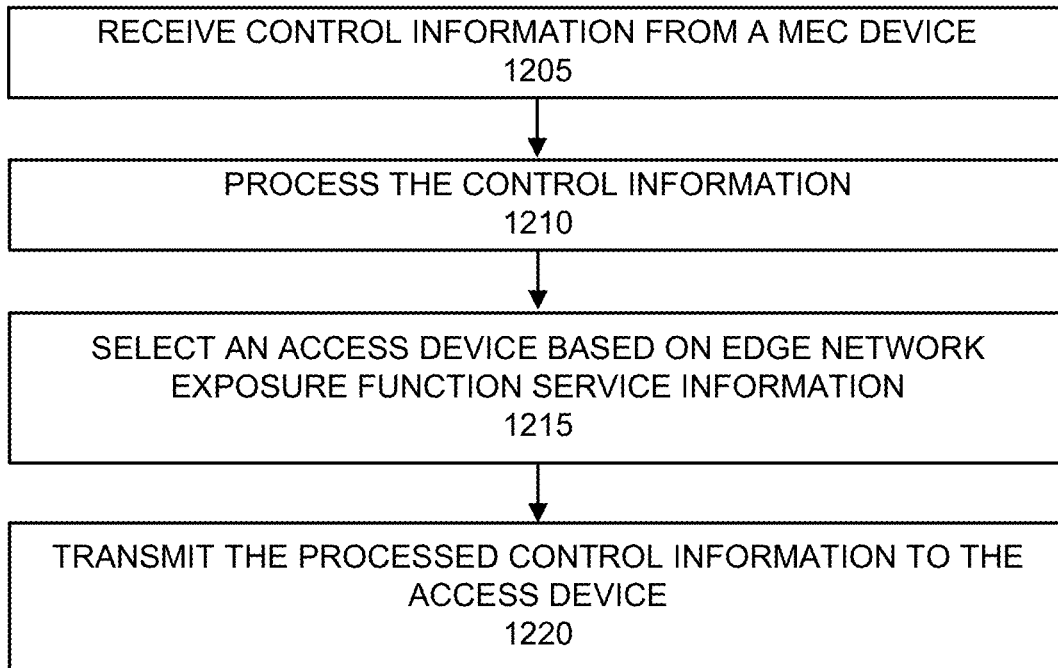 RECEIVE CONTROL INFORMATION FROM A MEC DEVICE
1205
PROCESS THE CONTROL INFORMATION
1210
SELECT AN ACCESS DEVICE BASED ON EDGE NETWORK
EXPOSURE FUNCTION SERVICE INFORMATION
1215
TRANSMIT THE PROCESSED CONTROL INFORMATION TO THE
ACCESS DEVICE
1220